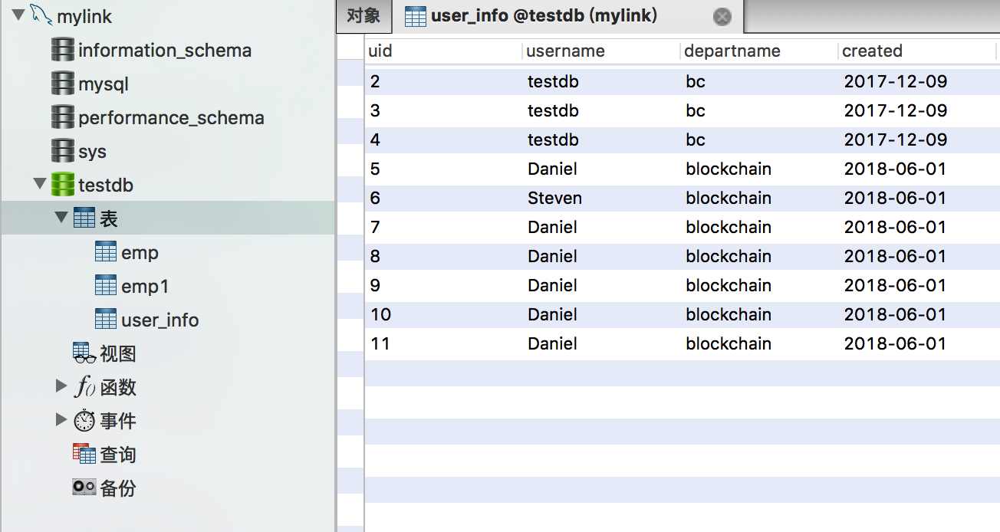 mylink
information_schema
mysql
performance_schema
sys
testdb
表
emp
emp1
user_info
视图
f() 函数
事件
查询
备份
对象 user_info @testdb (mylink)
uid username departname created
2 testdb bc 2017-12-09
3 testdb bc 2017-12-09
4 testdb bc 2017-12-09
5 Daniel blockchain 2018-06-01
6 Steven blockchain 2018-06-01
7 Daniel blockchain 2018-06-01
8 Daniel blockchain 2018-06-01
9 Daniel blockchain 2018-06-01
10 Daniel blockchain 2018-06-01
11 Daniel blockchain 2018-06-01